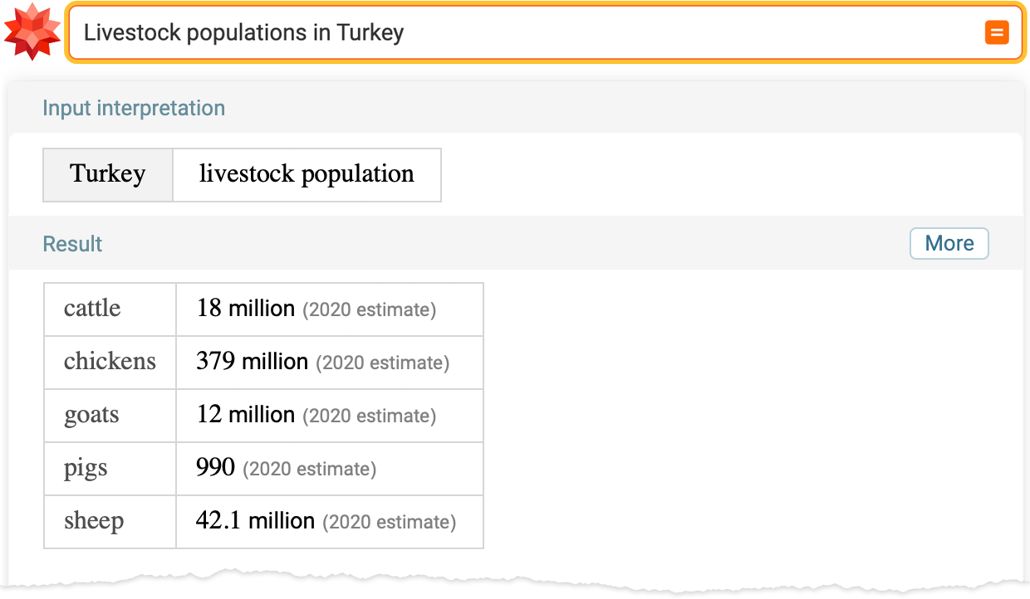 Livestock populations in Turkey
=
Input interpretation
Turkey livestock population
Result More
cattle 18 million (2020 estimate)
chickens 379 million (2020 estimate)
goats 12 million (2020 estimate)
pigs 990 (2020 estimate)
sheep 42.1 million (2020 estimate)